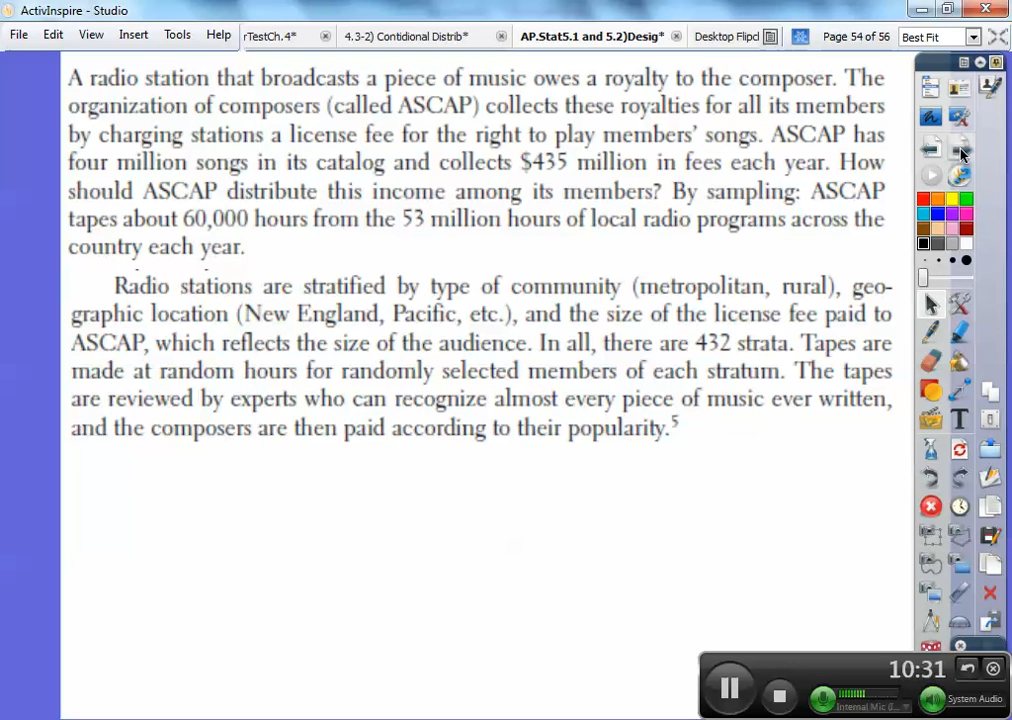 ActivInspire - Studio
File Edit View Insert Tools Help
rTestCh.4*
4.3-2) Contidional Distrib*
AP.Stat5.1 and 5.2)Desig*
Desktop Flipd
Page 54 of 56
Best Fit
A radio station that broadcasts a piece of music owes a royalty to the composer. The
organization of composers (called ASCAP) collects these royalties for all its members
by charging stations a license fee for the right to play members' songs. ASCAP has
four million songs in its catalog and collects $435 million in fees each year. How
should ASCAP distribute this income among its members? By sampling: ASCAP
tapes about 60,000 hours from the 53 million hours of local radio programs across the
country each year.
Radio stations are stratified by type of community (metropolitan, rural), geo-
graphic location (New England, Pacific, etc.), and the size of the license fee paid to
ASCAP, which reflects the size of the audience. In all, there are 432 strata. Tapes are
made at random hours for randomly selected members of each stratum. The tapes
are reviewed by experts who can recognize almost every piece of music ever written,
and the composers are then paid according to their popularity.5
T
10:31
Internal Mic (I...
System Audio